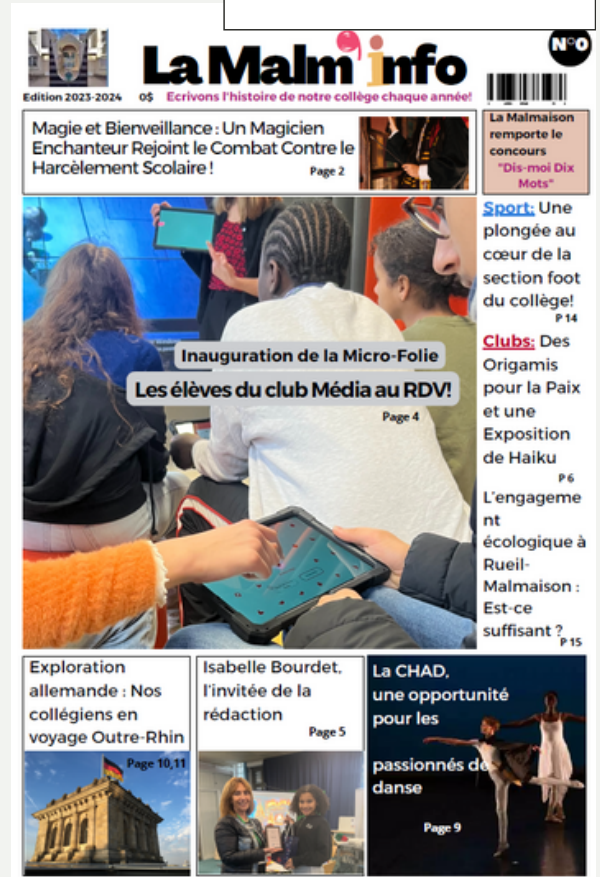 La Malm'info
N°0
Edition 2023-2024
0$
Ecrivons l'histoire de notre collège chaque année!
Magie et Bienveillance : Un Magicien
Enchanteur Rejoint le Combat Contre le
Harcèlement Scolaire !
Page 2
La Malmaison
remporte le
concours
"Dis-moi Dix
Mots"
Sport: Une
plongée au
cœur de la
section foot
du collège!
P 14
Clubs: Des
Origamis
pour la Paix
et une
Exposition
de Haiku
P 6
L'engageme
nt
écologique à
Rueil-
Malmaison :
Est-ce
suffisant ?
P 15
Inauguration de la Micro-Folie
Les élèves du club Média au RDV!
Page 4
Exploration
allemande : Nos
collégiens en
voyage Outre-Rhin
Page 10,11
Isabelle Bourdet,
l'invitée de la
rédaction
Page 5
La CHAD,
une opportunité
pour les
passionnés de
danse
Page 9